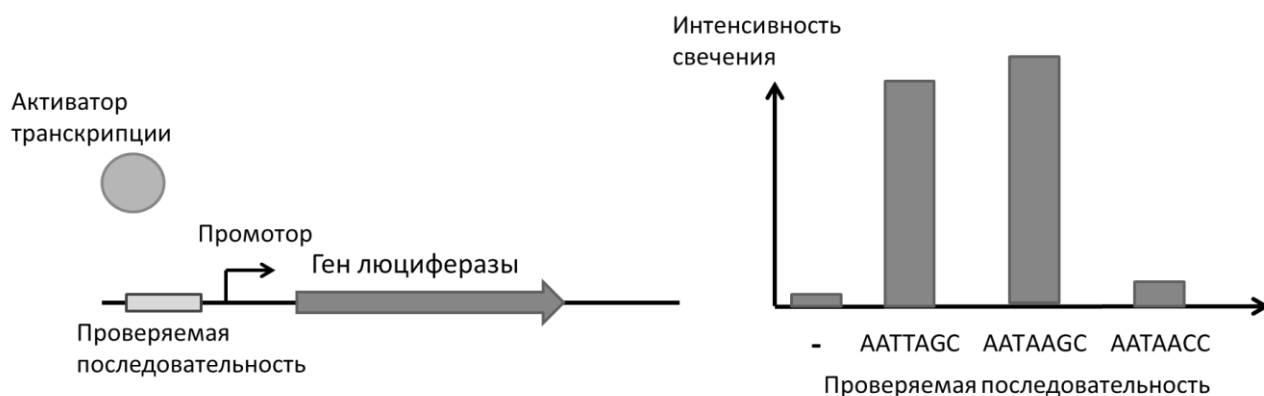 Активатор
транскрипции
Промотор
Ген люциферазы
Проверяемая
последовательность
Интенсивность
свечения
- AATTAGC AATAAGC AATAACC
Проверяемая последовательность